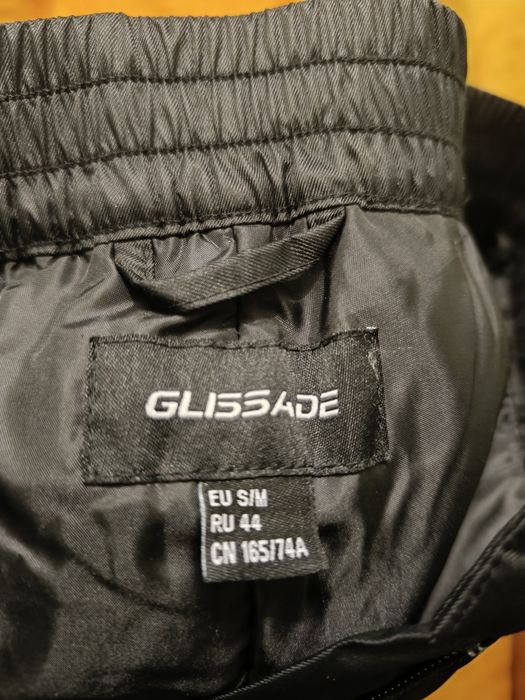 GLISSADE
EU S/M
RU 44
CN 165/74A